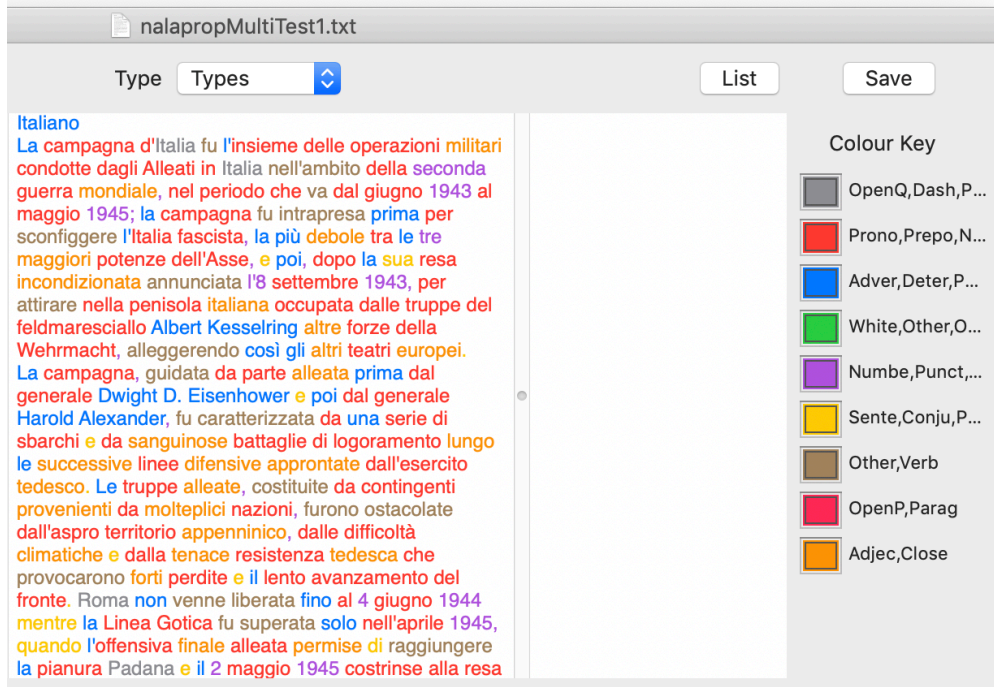 nalapropMultiTest1.txt
Type Types List Save
Italiano
La campagna d'Italia fu l'insieme delle operazioni militari
condotte dagli Alleati in Italia nell'ambito della seconda
guerra mondiale, nel periodo che va dal giugno 1943 al
maggio 1945; la campagna fu intrapresa prima per
sconfiggere l'Italia fascista, la più debole tra le tre
maggiori potenze dell'Asse, e poi, dopo la sua resa
incondizionata annunciata l'8 settembre 1943, per
attirare nella penisola italiana occupata dalle truppe del
feldmaresciallo Albert Kesselring altre forze della
Wehrmacht, alleggerendo così gli altri teatri europei.
La campagna, guidata da parte alleata prima dal
generale Dwight D. Eisenhower e poi dal generale
Harold Alexander, fu caratterizzata da una serie di
sbarchi e da sanguinose battaglie di logoramento lungo
le successive linee difensive approntate dall'esercito
tedesco. Le truppe alleate, costituite da contingenti
provenienti da molteplici nazioni, furono ostacolate
dall'aspro territorio appenninico, dalle difficoltà
climatiche e dalla tenace resistenza tedesca che
provocarono forti perdite e il lento avanzamento del
fronte. Roma non venne liberata fino al 4 giugno 1944
mentre la Linea Gotica fu superata solo nell'aprile 1945,
quando l'offensiva finale alleata permise di raggiungere
la pianura Padana e il 2 maggio 1945 costrinse alla resa
Colour Key
OpenQ,Dash,P...
Prono,Prepo,N...
Adver,Deter,P...
White,Other,O...
Numbe,Punct,...
Sente,Conju,P...
Other,Verb
OpenP,Parag
Adjec,Close